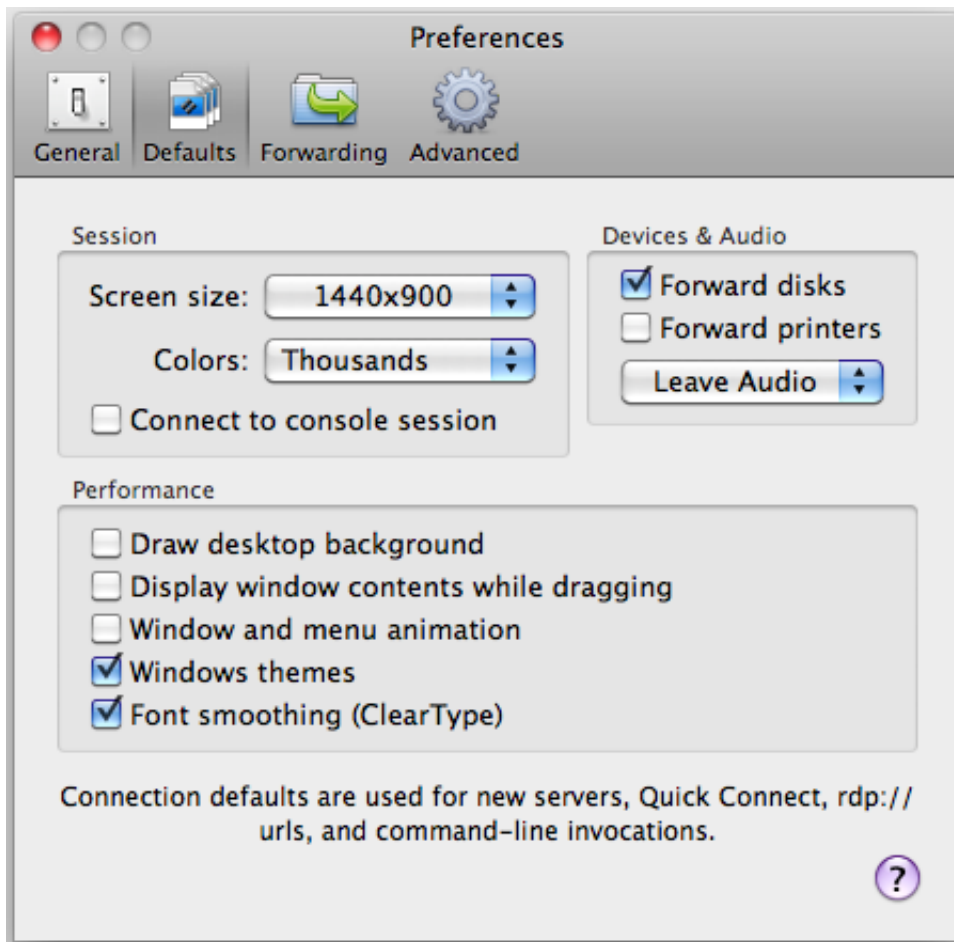 Preferences
General
Defaults
Forwarding
Advanced
Session
Screen size:
1440x900
Colors:
Thousands
Connect to console session
Devices & Audio
Forward disks
Forward printers
Leave Audio
Performance
Draw desktop background
Display window contents while dragging
Window and menu animation
Windows themes
Font smoothing (ClearType)
Connection defaults are used for new servers, Quick Connect, rdp://
urls, and command-line invocations.
?